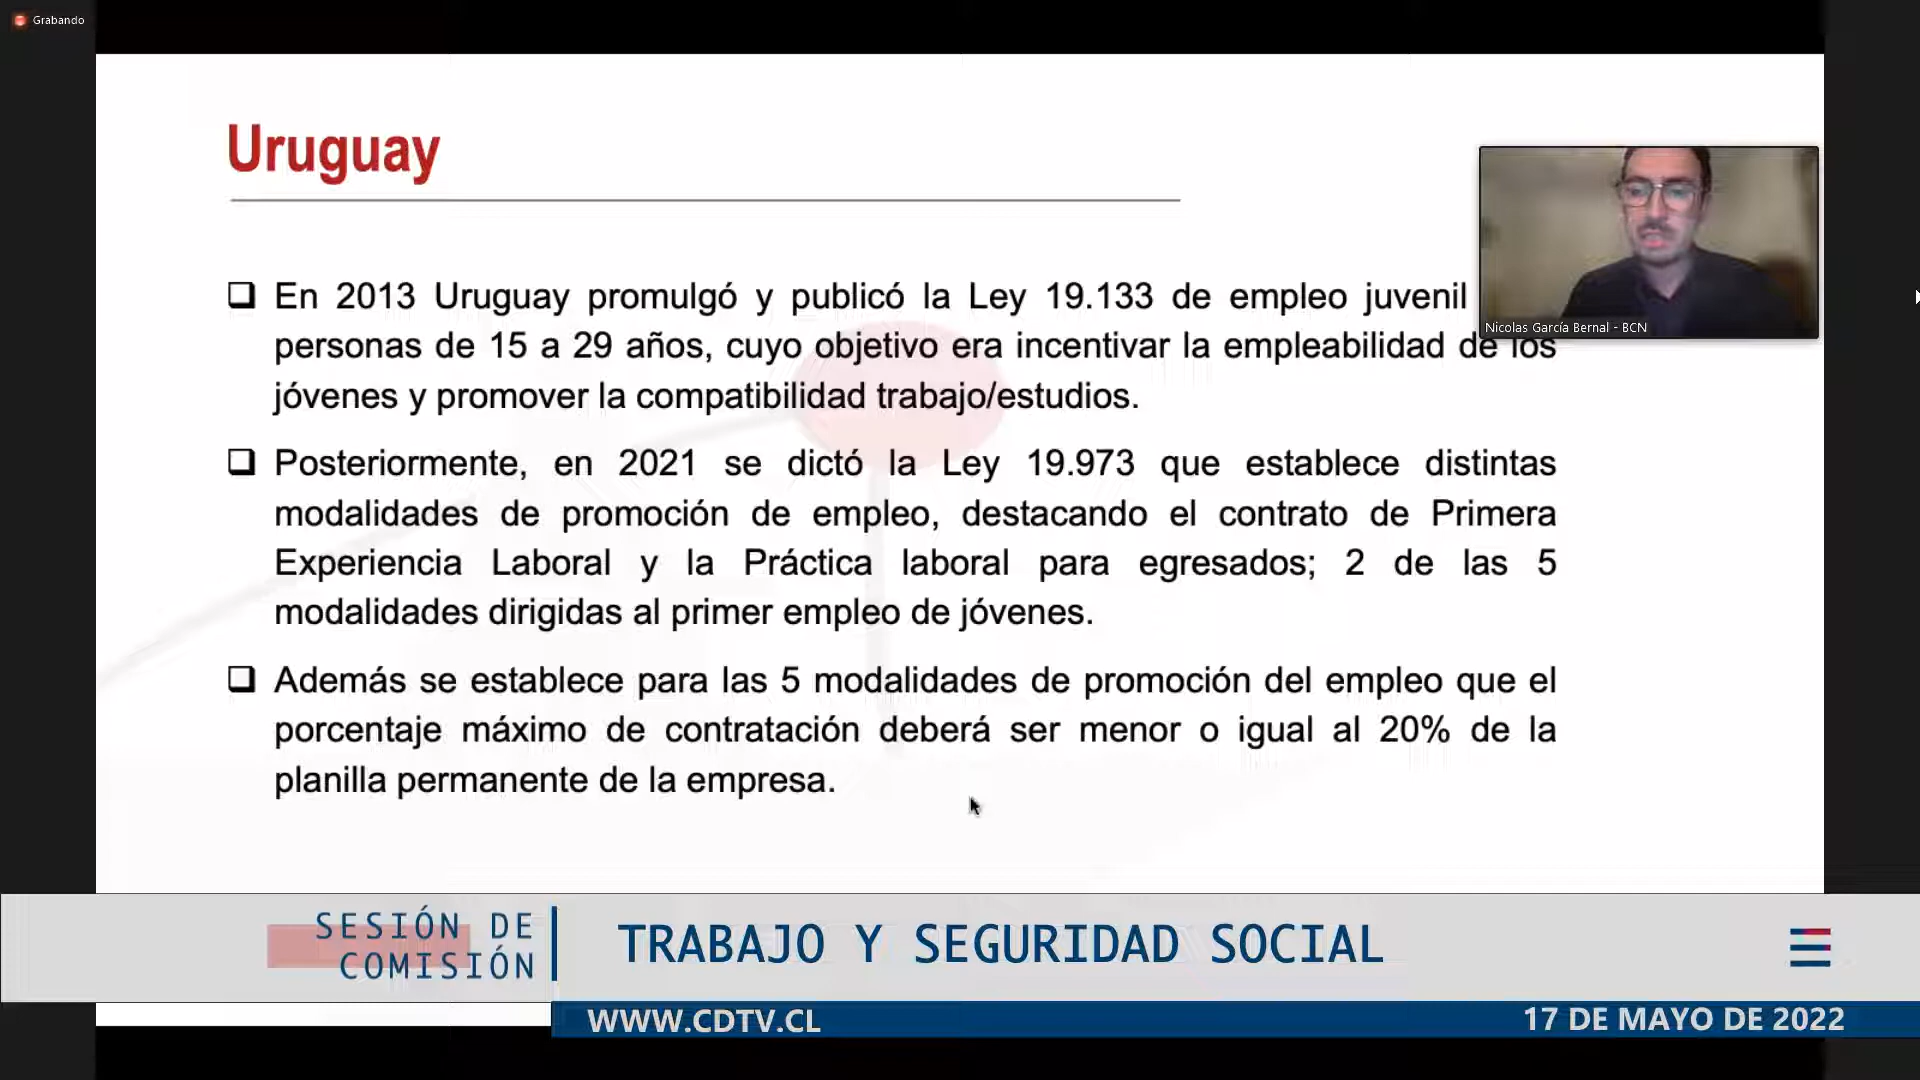 Grabando
Uruguay
En 2013 Uruguay promulgó y publicó la Ley 19.133 de empleo juvenil
personas de 15 a 29 años, cuyo objetivo era incentivar la empleabilidad de los
jóvenes y promover la compatibilidad trabajo/estudios.
Posteriormente, en 2021 se dictó la Ley 19.973 que establece distintas
modalidades de promoción de empleo, destacando el contrato de Primera
Experiencia Laboral y la Práctica laboral para egresados; 2 de las 5
modalidades dirigidas al primer empleo de jóvenes.
Además se establece para las 5 modalidades de promoción del empleo que el
porcentaje máximo de contratación deberá ser menor o igual al 20% de la
planilla permanente de la empresa.
Nicolas García Bernal - BCN
SESIÓN DE
COMISIÓN
TRABAJO Y SEGURIDAD SOCIAL
WWW.CDTV.CL
17 DE MAYO DE 2022